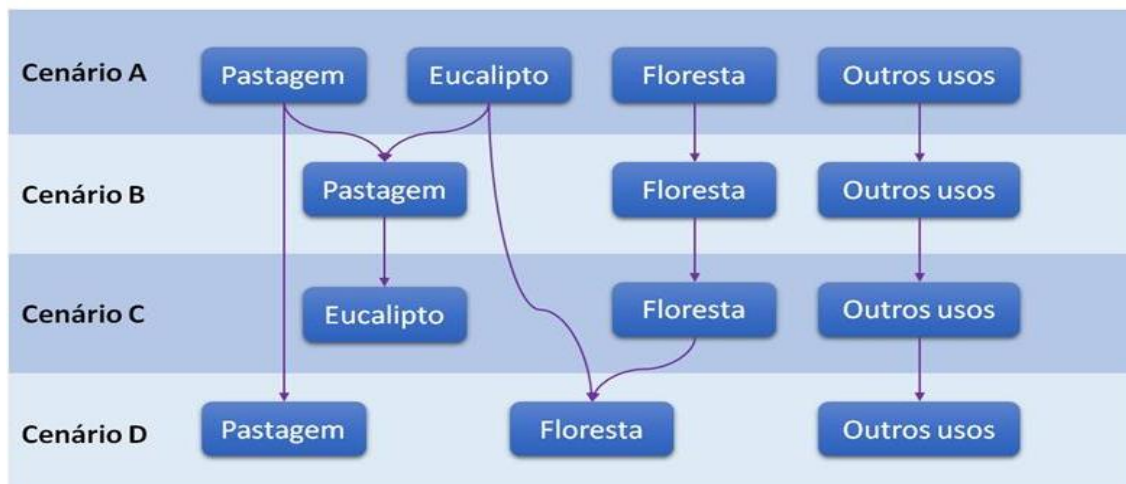 Cenário A
Pastagem
Eucalipto
Floresta
Outros usos
Cenário B
Pastagem
Floresta
Outros usos
Cenário C
Eucalipto
Floresta
Outros usos
Cenário D
Pastagem
Floresta
Outros usos